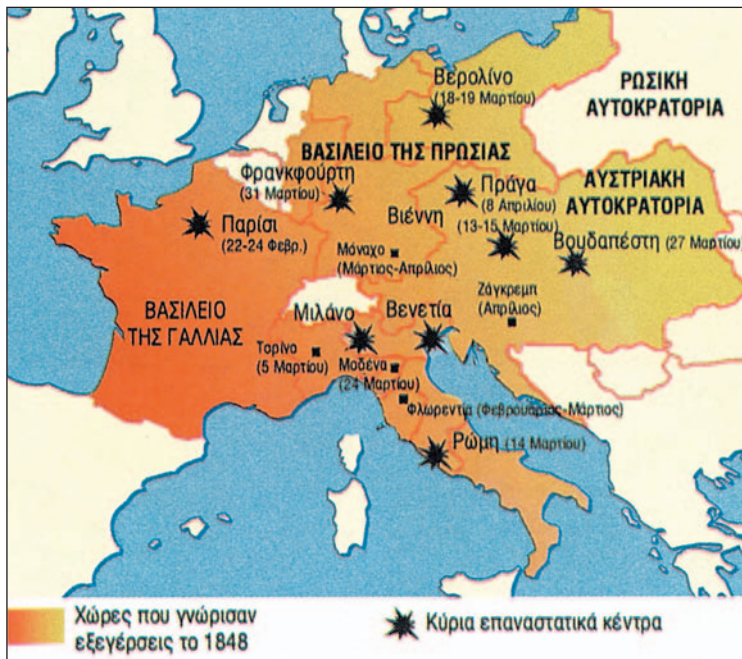 Βερολίνο
(18-19 Μαρτίου)
ΡΩΣΙΚΗ
ΑΥΤΟΚΡΑΤΟΡΙΑ
ΒΑΣΙΛΕΙΟ ΤΗΣ ΠΡΩΣΙΑΣ
Φρανκφούρτη
(31 Μαρτίου)
Πράγα
(8 Απριλίου)
ΑΥΣΤΡΙΑΚΗ
ΑΥΤΟΚΡΑΤΟΡΙΑ
Παρίσι
(22-24 Φεβρ.)
Βιέννη
(13-15 Μαρτίου)
Βουδαπέστη (27 Μαρτίου)
Μόναχο
(Μάρτιος-Απρίλιος)
Ζάγκρεμπ
(Απρίλιος)
ΒΑΣΙΛΕΙΟ
ΤΗΣ ΓΑΛΛΙΑΣ
Μιλάνο
Βενετία
Τορίνο
(5 Μαρτίου)
Μοδένα
(24 Μαρτίου)
Φλωρεντία (Φεβρουάριος-Μάρτιος)
Ρώμη (14 Μαρτίου)
Χώρες που γνώρισαν
εξεγέρσεις το 1848
Κύρια επαναστατικά κέντρα